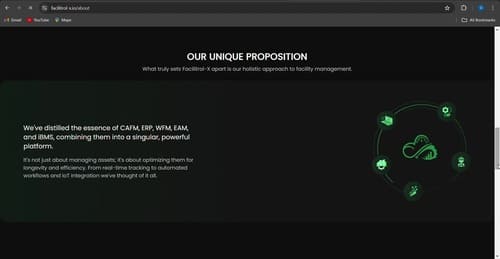 facilitrol-x.io/about
Gmail
YouTube
Maps
All Bookmarks
OUR UNIQUE PROPOSITION
What truly sets Facilitrol-X apart is our holistic approach to facility management.
We've distilled the essence of CAFM, ERP, WFM, EAM,
and iBMS, combining them into a singular, powerful
platform.
It's not just about managing assets; it's about optimizing them for
longevity and efficiency. From real-time tracking to automated
workflows and IoT integration we've thought of it all.